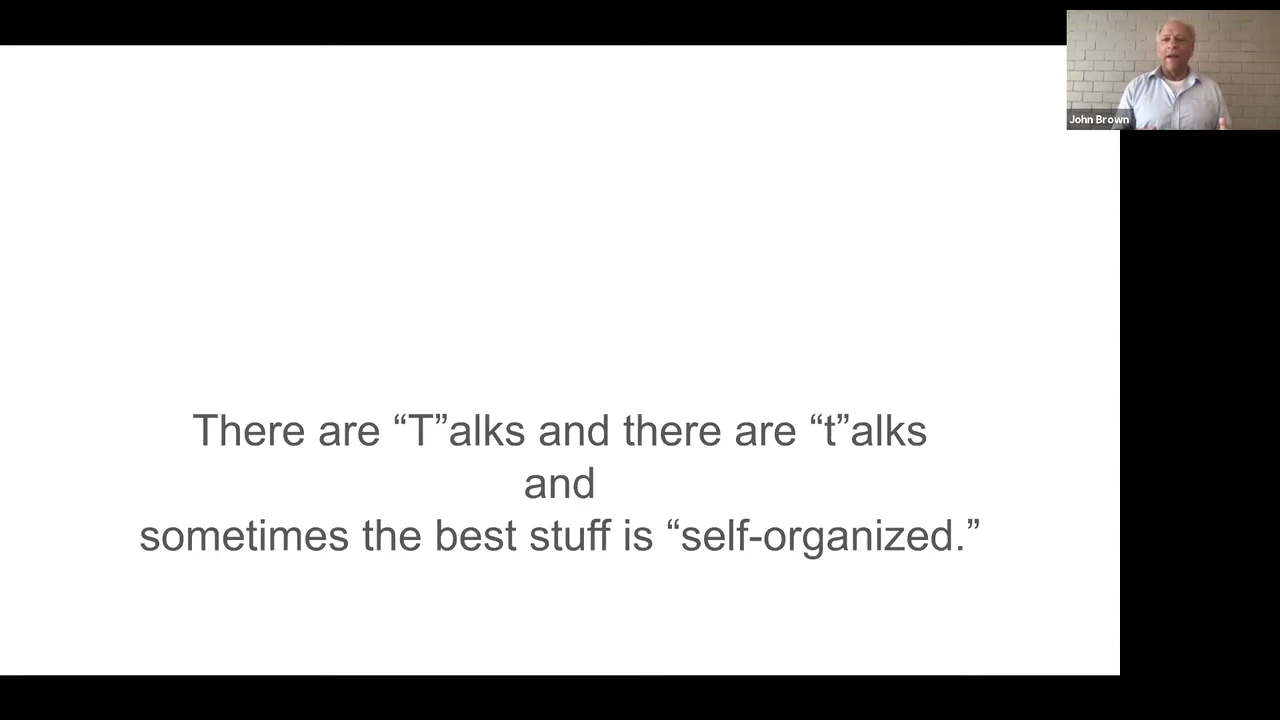 John Brown
There are “T”alks and there are “t”alks
and
sometimes the best stuff is “self-organized.”